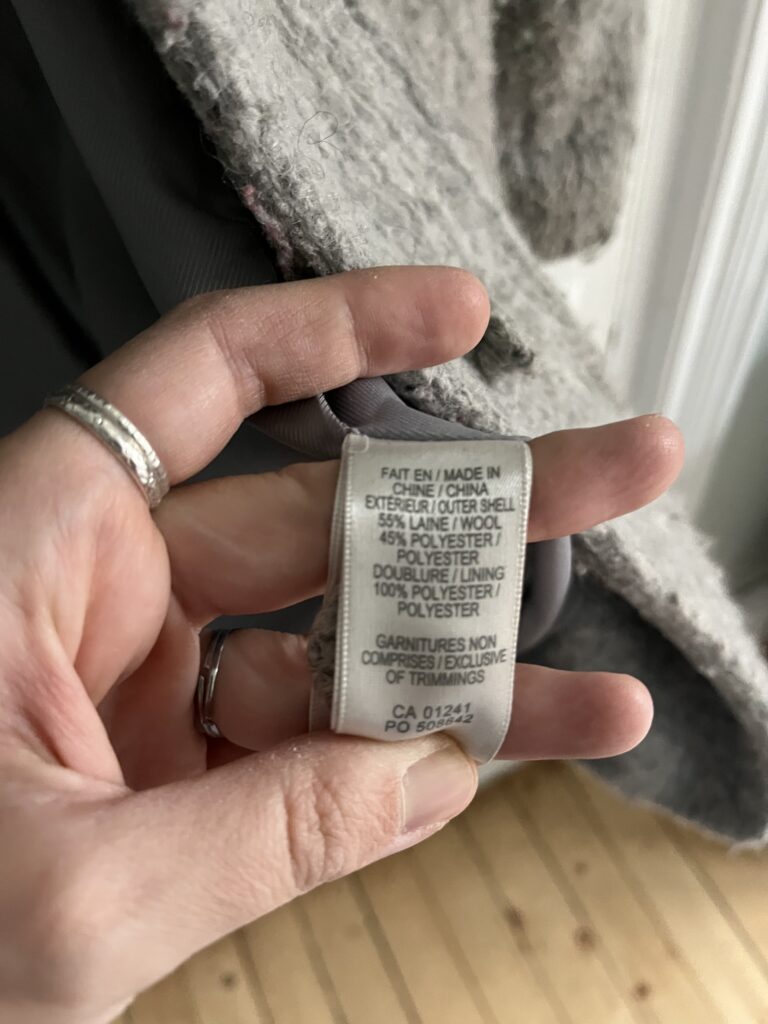 FAIT EN / MADE IN
CHINE / CHINA
EXTERIEUR / OUTER SHELL
55% LAINE / WOOL
45% POLYESTER /
POLYESTER
DOUBLURE / LINING
100% POLYESTER /
POLYESTER
GARNITURES NON
COMPRISES / EXCLUSIVE
OF TRIMMINGS
CA 01241
PO 508842